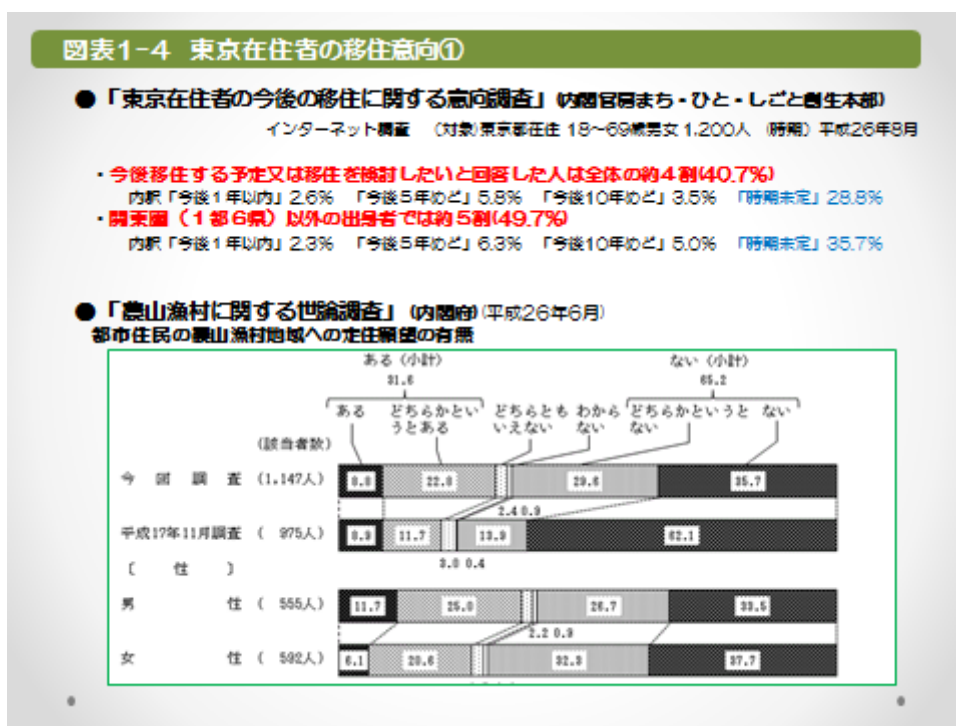 図表1-4 東京在住者の移住意向①
●「東京在住者の今後の移住に関する意向調査」(内閣官房まち・ひと・しごと創生本部)
インターネット調査 (対象)東京都在住 18~69歳男女 1,200人 (時期) 平成26年8月
・今後移住する予定又は移住を検討したいと回答した人は全体の約4割(40.7%)
内訳「今後1年以内」2.6% 「今後5年めど」5.8% 「今後10年めど」3.5% 「時期未定」28.8%
・関東圏(1都6県)以外の出身者では約5割(49.7%)
内訳「今後1年以内」2.3% 「今後5年めど」6.3% 「今後10年めど」5.0% 「時期未定」35.7%
●「農山漁村に関する世論調査」(内閣府)(平成26年6月)
都市住民の農山漁村地域への定住願望の有無
ある(小計) ない(小計)
31.6 65.2
ある どちらかとい どちらとも わから どちらかというと ない
うとある いえない ない ない
(該当者数)
今回調査 (1,147人) 8.8 22.8 29.6 35.7
2.4 0.9
平成17年11月調査 ( 975人) 8.9 11.7 13.9 62.1
3.0 0.4
〔 性 〕
男性 ( 555人) 11.7 25.0 26.7 33.5
2.2 0.9
女性 ( 592人) 6.1 20.6 32.3 37.7